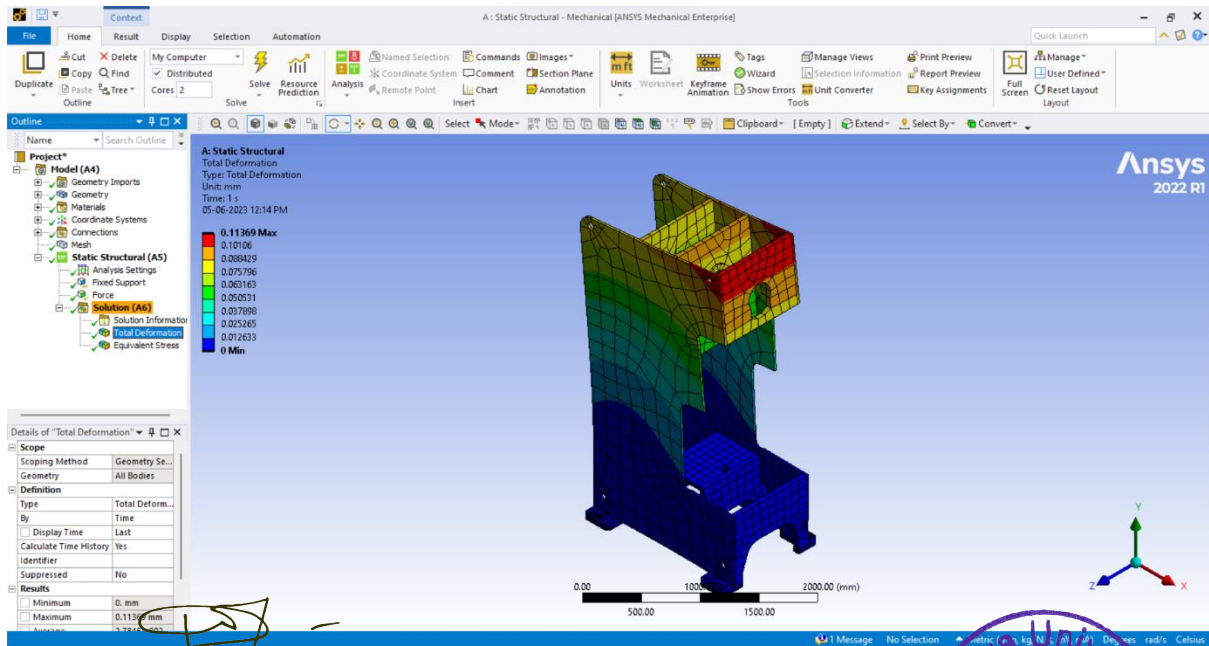 Context
A : Static Structural - Mechanical [ANSYS Mechanical Enterprise]
File Home Result Display Selection Automation
Quick Launch
Duplicate
Cut
Copy
Paste
Delete
Find
Tree
Outline
My Computer
Distributed
Cores 2
Solve
Resource Prediction
Solve
Analysis
Named Selection
Coordinate System
Remote Point
Commands
Comment
Chart
Images
Section Plane
Annotation
Insert
Units
Worksheet
Keyframe Animation
Tags
Wizard
Show Errors
Manage Views
Selection Information
Unit Converter
Print Preview
Report Preview
Key Assignments
Tools
Full Screen
Manage
User Defined
Reset Layout
Layout
Outline
Select Mode Clipboard [Empty] Extend Select By Convert
Name Search Outline
Project*
Model (A4)
Geometry Imports
Geometry
Materials
Coordinate Systems
Connections
Mesh
Static Structural (A5)
Analysis Settings
Fixed Support
Force
Solution (A6)
Solution Informatio
Total Deformation
Equivalent Stress
A: Static Structural
Total Deformation
Type: Total Deformation
Unit: mm
Time: 1 s
05-06-2023 12:14 PM
0.11369 Max
0.10106
0.088429
0.075796
0.063163
0.050531
0.037898
0.025265
0.012633
0 Min
Ansys
2022 R1
Details of "Total Deformation"
Scope
Scoping Method Geometry Se...
Geometry All Bodies
Definition
Type Total Deform...
By Time
Display Time Last
Calculate Time History Yes
Identifier
Suppressed No
Results
Minimum 0. mm
Maximum 0.11369 mm
0.00 2000.00 (mm)
500.00 1500.00
Y
Z X
1 Message No Selection Degrees rad/s Celsius